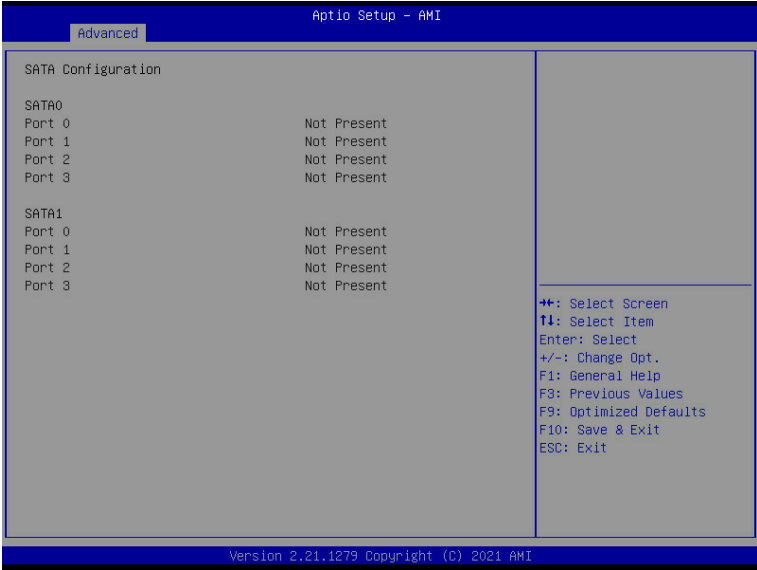 Aptio Setup – AMI
Advanced
SATA Configuration
SATA0
Port 0 Not Present
Port 1 Not Present
Port 2 Not Present
Port 3 Not Present
SATA1
Port 0 Not Present
Port 1 Not Present
Port 2 Not Present
Port 3 Not Present
→←: Select Screen
↑↓: Select Item
Enter: Select
+/-: Change Opt.
F1: General Help
F3: Previous Values
F9: Optimized Defaults
F10: Save & Exit
ESC: Exit
Version 2.21.1279 Copyright (C) 2021 AMI